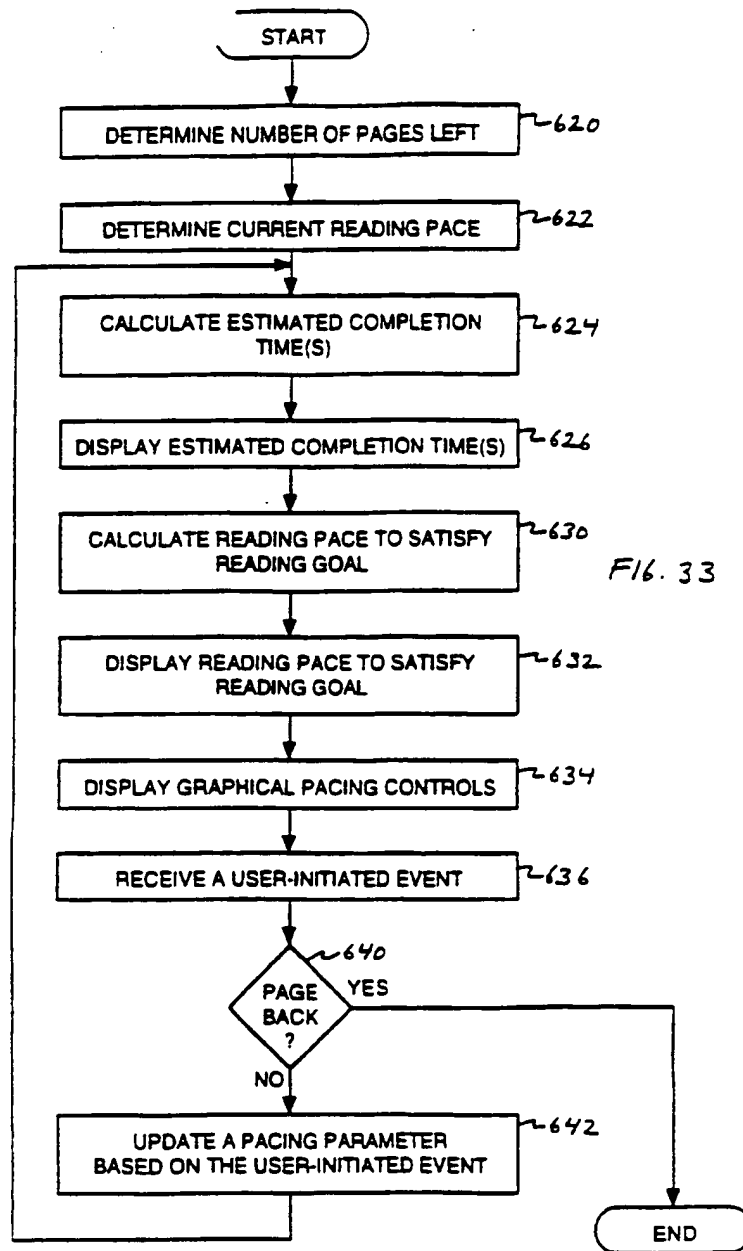 START
DETERMINE NUMBER OF PAGES LEFT
620
DETERMINE CURRENT READING PACE
622
CALCULATE ESTIMATED COMPLETION
TIME(S)
624
DISPLAY ESTIMATED COMPLETION TIME(S)
626
CALCULATE READING PACE TO SATISFY
READING GOAL
630
FIG. 33
DISPLAY READING PACE TO SATISFY
READING GOAL
632
DISPLAY GRAPHICAL PACING CONTROLS
634
RECEIVE A USER-INITIATED EVENT
636
640
PAGE
BACK
?
YES
NO
UPDATE A PACING PARAMETER
BASED ON THE USER-INITIATED EVENT
642
END